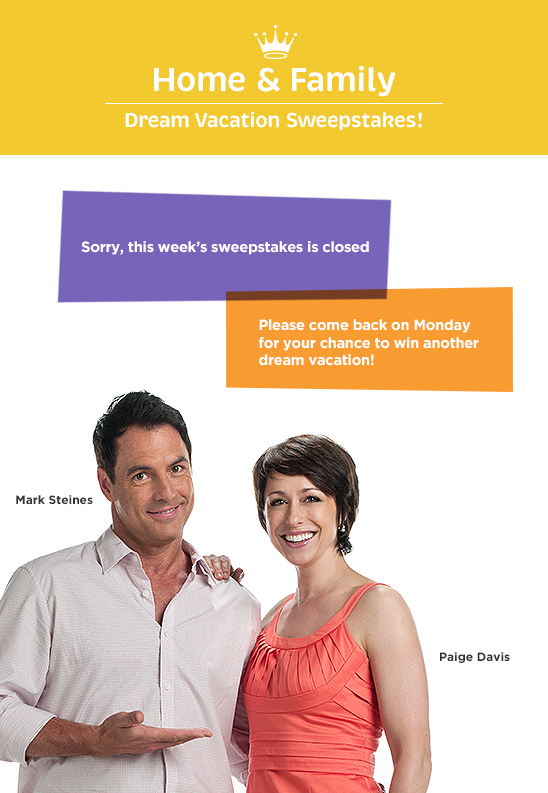 Home & Family
Dream Vacation Sweepstakes!
Sorry, this week's sweepstakes is closed
Please come back on Monday
for your chance to win another
dream vacation!
Mark Steines
Paige Davis